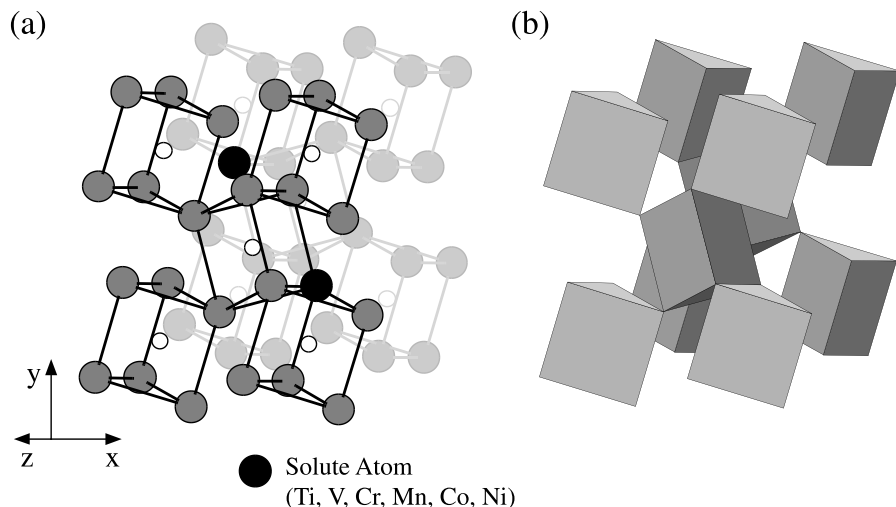 (a)
(b)
y
z
x
Solute Atom
(Ti, V, Cr, Mn, Co, Ni)